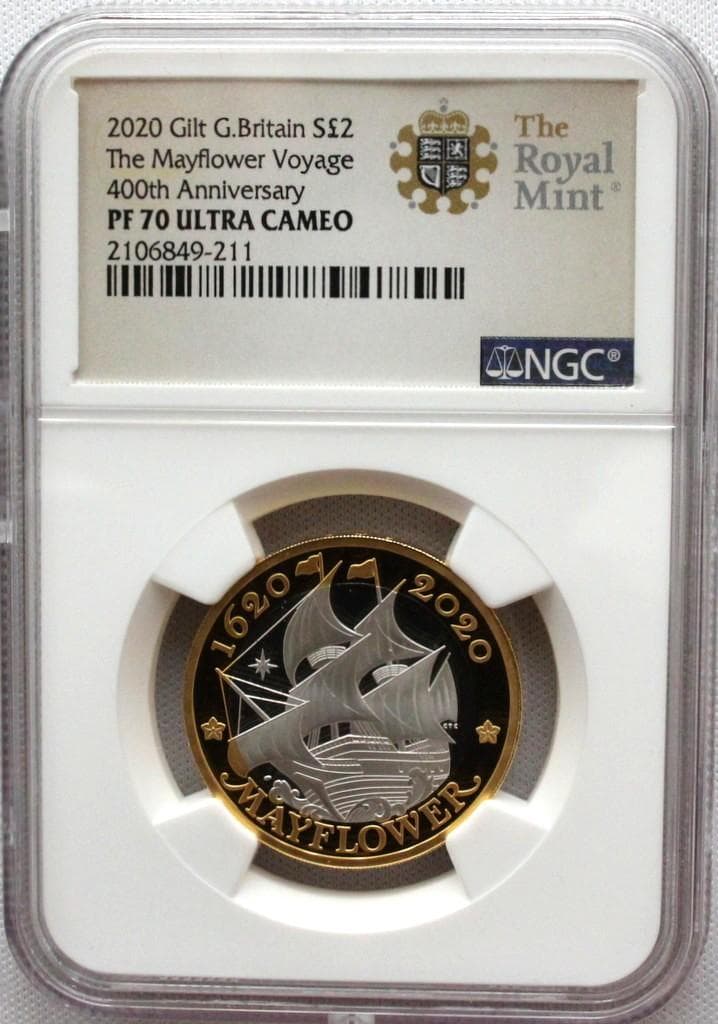 2020 Gilt G.Britain S£2
The Mayflower Voyage
400th Anniversary
PF 70 ULTRA CAMEO
2106849-211
The
Royal
Mint®
NGC®
1620 2020
CTC
MAYFLOWER